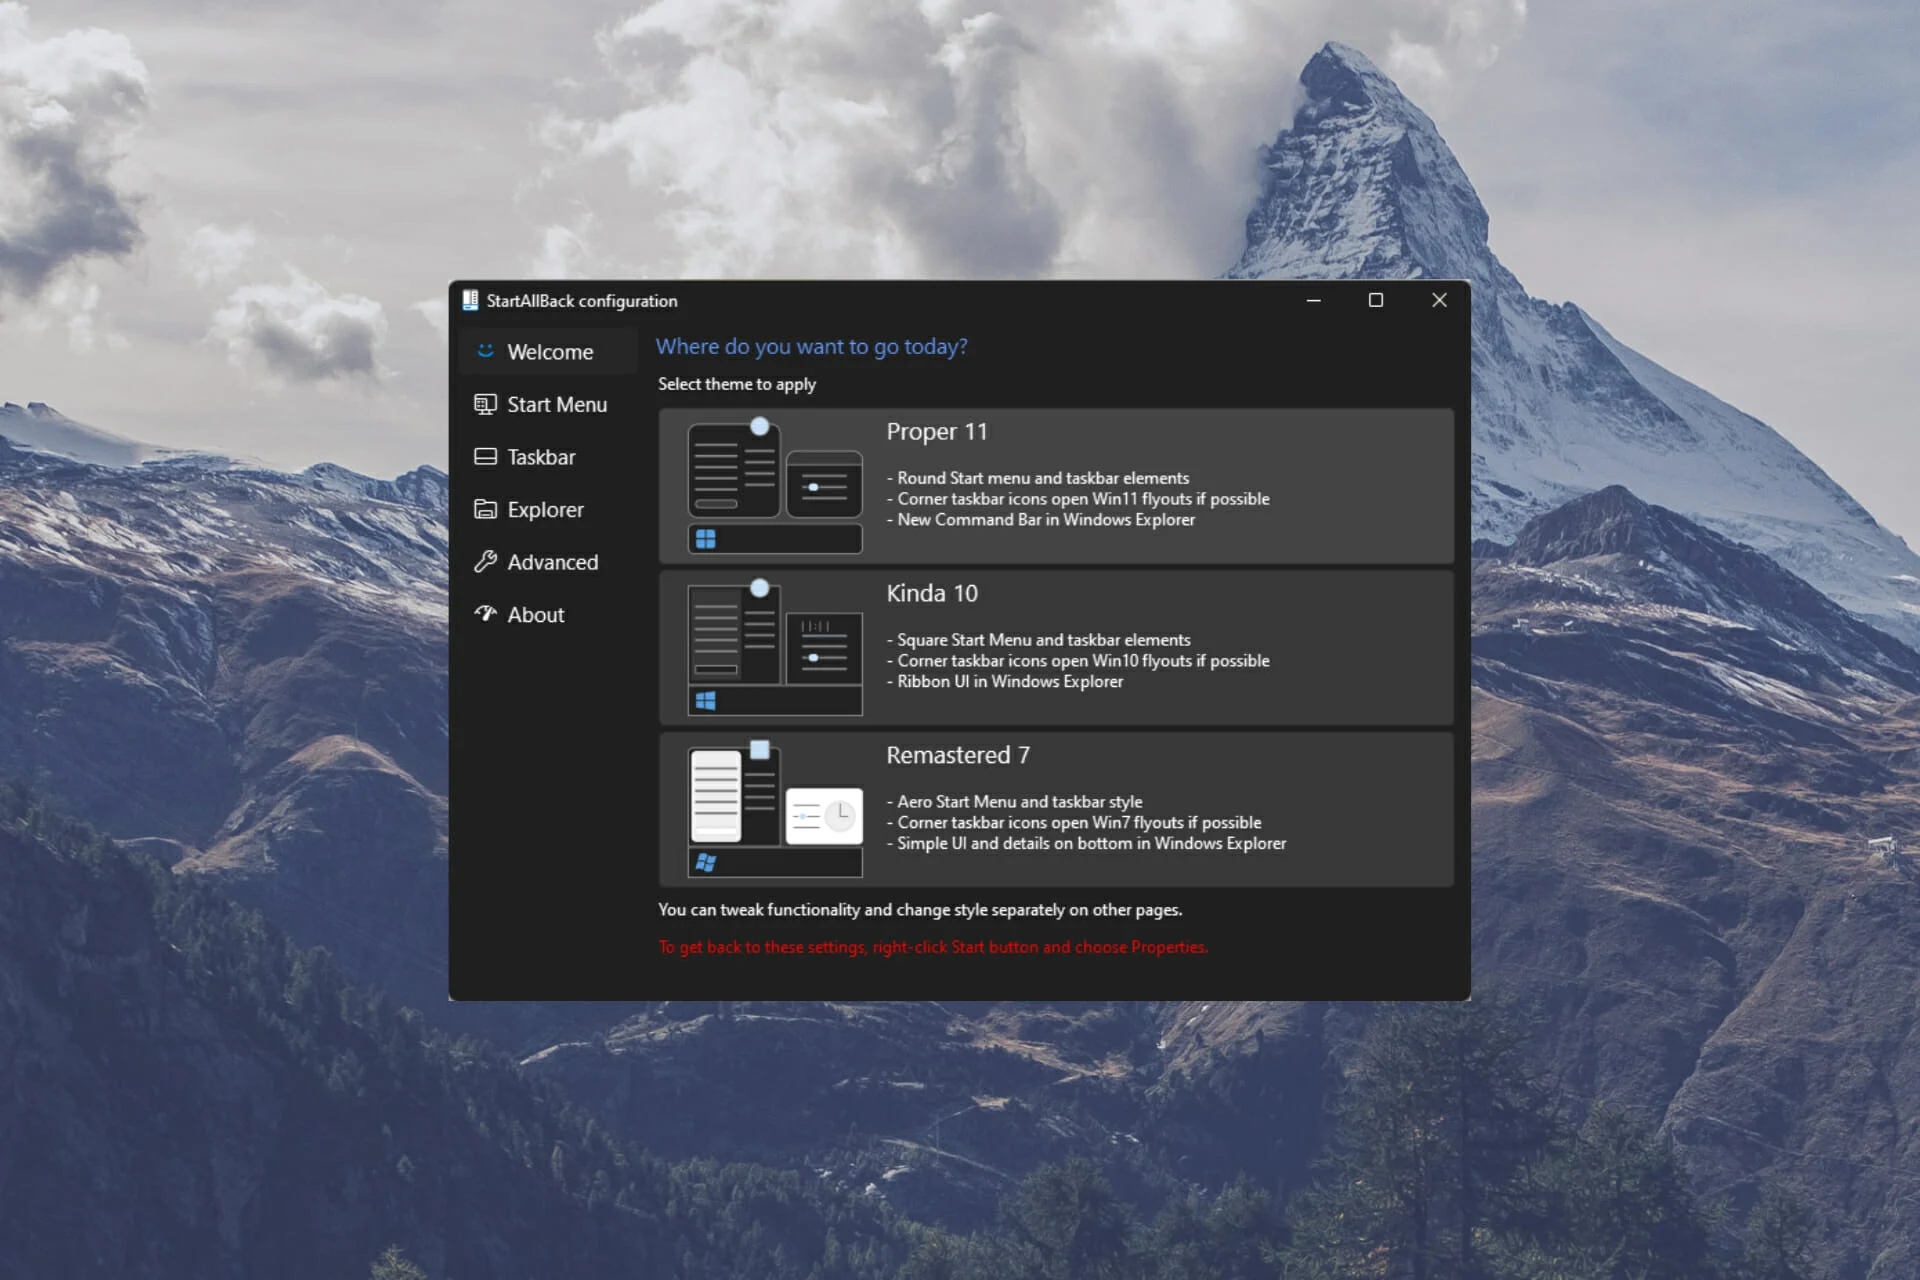 StartAllBack configuration
Welcome
Start Menu
Taskbar
Explorer
Advanced
About
Where do you want to go today?
Select theme to apply
Proper 11
- Round Start menu and taskbar elements
- Corner taskbar icons open Win11 flyouts if possible
- New Command Bar in Windows Explorer
Kinda 10
- Square Start Menu and taskbar elements
- Corner taskbar icons open Win10 flyouts if possible
- Ribbon UI in Windows Explorer
Remastered 7
- Aero Start Menu and taskbar style
- Corner taskbar icons open Win7 flyouts if possible
- Simple UI and details on bottom in Windows Explorer
You can tweak functionality and change style separately on other pages.
To get back to these settings, right-click Start button and choose Properties.